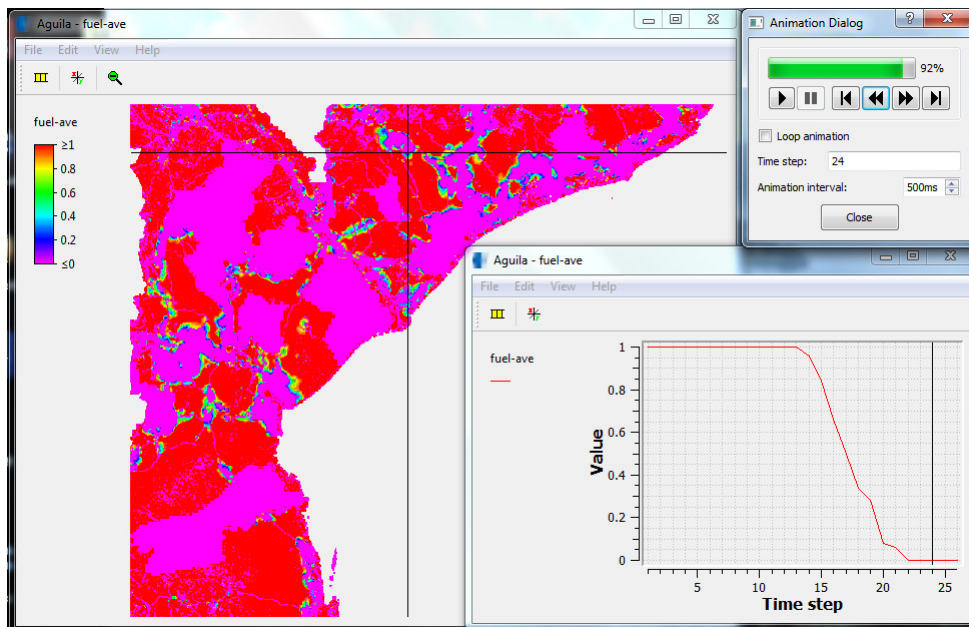 Aguila - fuel-ave
File Edit View Help
fuel-ave
≥1
0.8
0.6
0.4
0.2
≤0
Animation Dialog
92%
Loop animation
Time step: 24
Animation interval: 500ms
Close
Aguila - fuel-ave
File Edit View Help
fuel-ave
Value
1
0.8
0.6
0.4
0.2
0
5 10 15 20 25
Time step